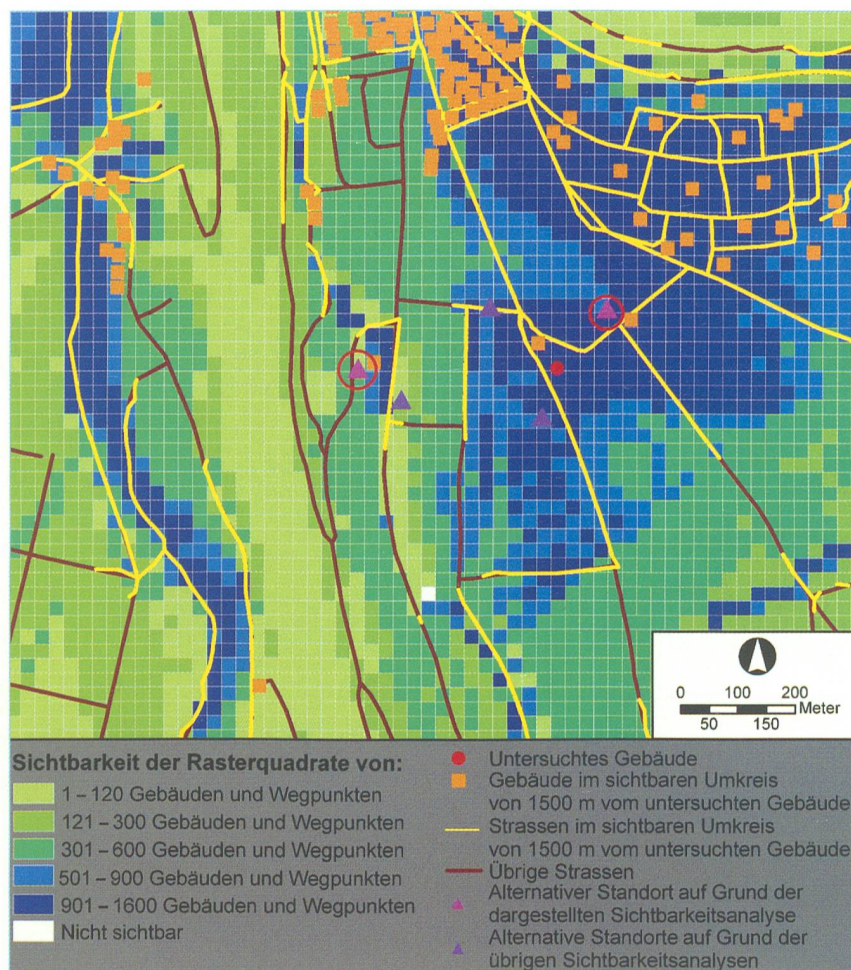 0 100 200
Meter
50 150
Sichtbarkeit der Rasterquadrate von:
1 – 120 Gebäuden und Wegpunkten
121 – 300 Gebäuden und Wegpunkten
301 – 600 Gebäuden und Wegpunkten
501 – 900 Gebäuden und Wegpunkten
901 – 1600 Gebäuden und Wegpunkten
Nicht sichtbar
Untersuchtes Gebäude
Gebäude im sichtbaren Umkreis
von 1500 m vom untersuchten Gebäude
Strassen im sichtbaren Umkreis
von 1500 m vom untersuchten Gebäude
Übrige Strassen
Alternativer Standort auf Grund der
dargestellten Sichtbarkeitsanalyse
Alternative Standorte auf Grund der
übrigen Sichtbarkeitsanalysen